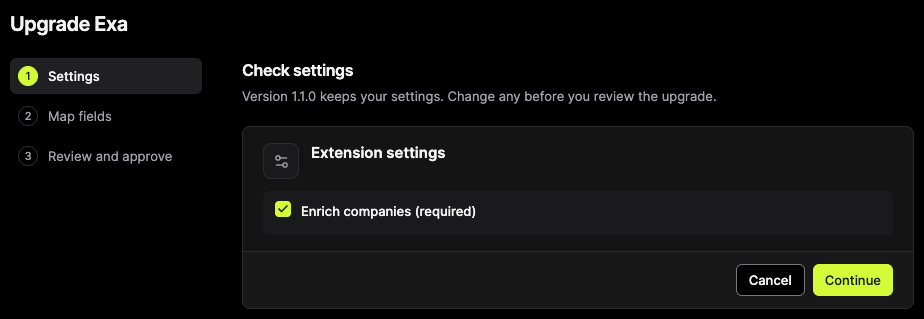 Upgrade Exa
1 Settings
2 Map fields
3 Review and approve
Check settings
Version 1.1.0 keeps your settings. Change any before you review the upgrade.
Extension settings
Enrich companies (required)
Cancel Continue